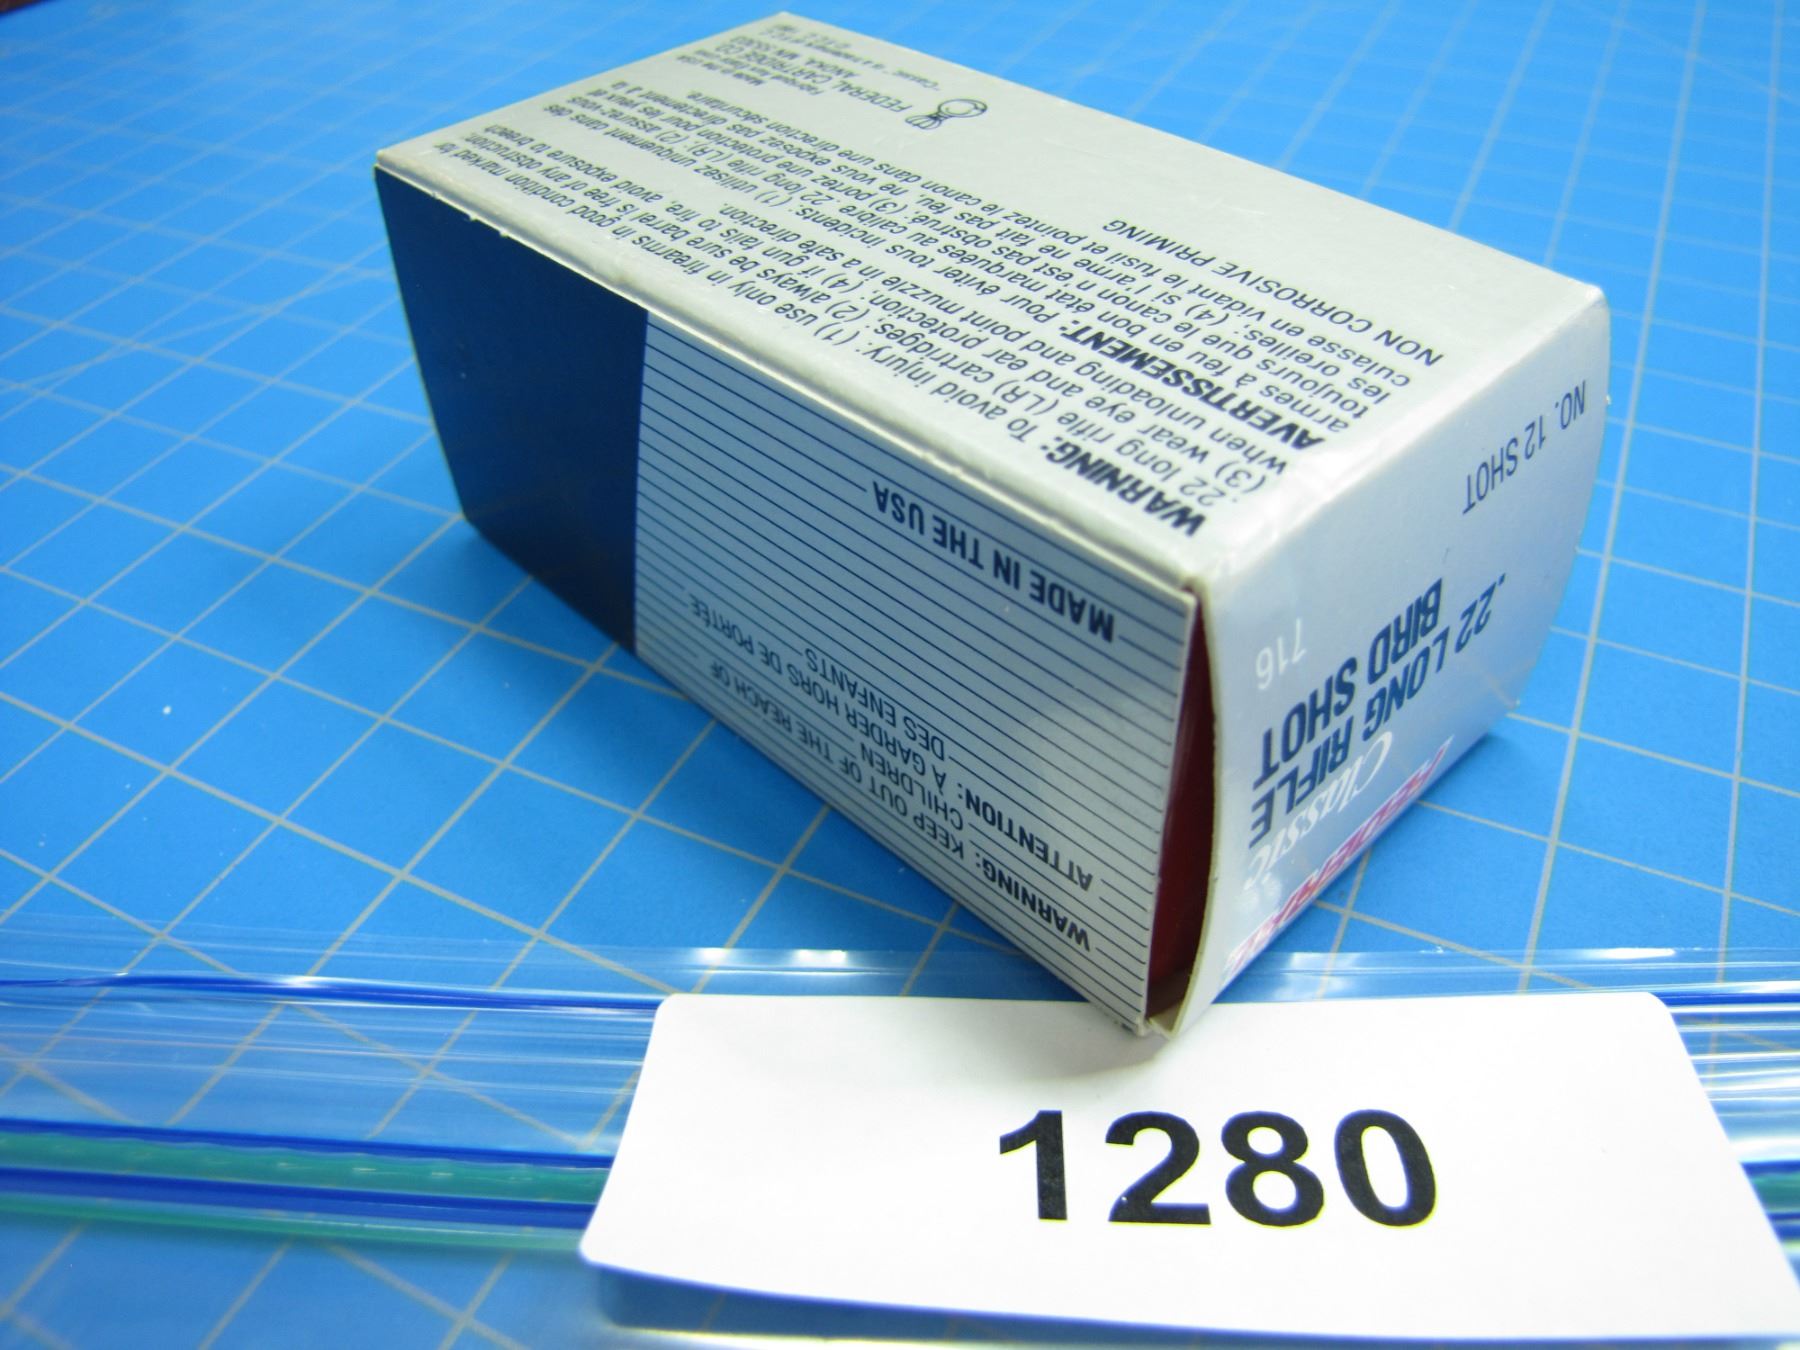 WARNING: To avoid injury: (1) use only in firearms in good condition marked for
.22 long rifle (LR) cartridges: (2) always be sure barrel is free of any obstruction:
(3) wear eye and ear protection: (4) if gun fails to fire, avoid exposure to breech
when unloading and point muzzle in a safe direction.
AVERTISSEMENT: Pour éviter tous incidents: (1) utilisez uniquement dans des
armes à feu en bon état marquées au calibre .22 long rifle (LR), (2) assurez vous
toujours que le canon n'est pas obstrué: (3) portez une protection pour les yeux et
les oreilles: (4) si l'arme ne fait pas feu, ne vous exposez pas directement à la
culasse en vidant le fusil et pointez le canon dans une direction sécuritaire.
NON CORROSIVE PRIMING
FEDERAL
CARTRIDGE CO.
ANOKA, MN 55303
MADE IN THE USA
WARNING: KEEP OUT OF THE REACH OF
CHILDREN
ATTENTION: À GARDER HORS DE PORTÉE
DES ENFANTS
FEDERAL
Classic
.22 LONG RIFLE
BIRD SHOT
716
NO. 12 SHOT
1280